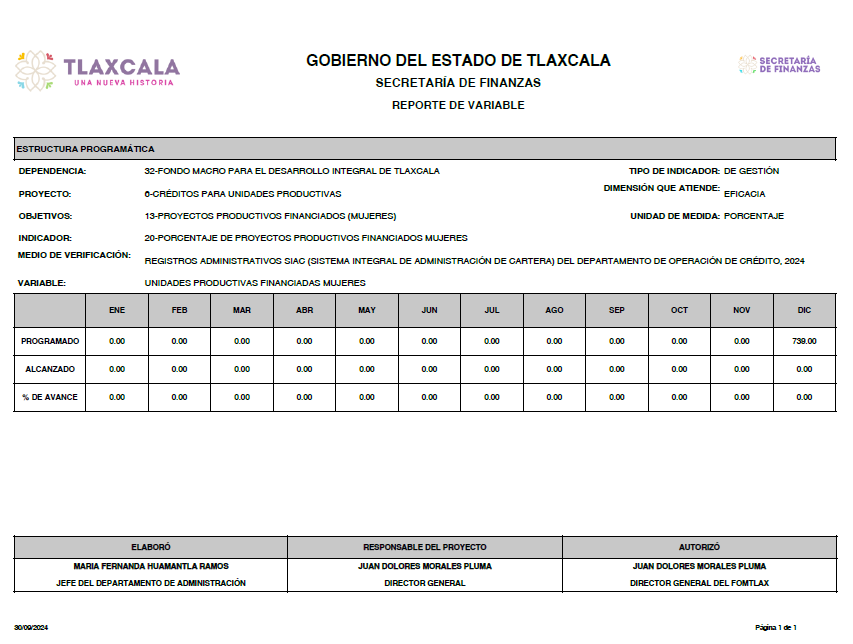 TLAXCALA
UNA NUEVA HISTORIA
GOBIERNO DEL ESTADO DE TLAXCALA
SECRETARÍA DE FINANZAS
REPORTE DE VARIABLE
SECRETARÍA
DE FINANZAS
ESTRUCTURA PROGRAMÁTICA
DEPENDENCIA: 32-FONDO MACRO PARA EL DESARROLLO INTEGRAL DE TLAXCALA TIPO DE INDICADOR: DE GESTIÓN
PROYECTO: 6-CRÉDITOS PARA UNIDADES PRODUCTIVAS DIMENSIÓN QUE ATIENDE: EFICACIA
OBJETIVOS: 13-PROYECTOS PRODUCTIVOS FINANCIADOS (MUJERES) UNIDAD DE MEDIDA: PORCENTAJE
INDICADOR: 20-PORCENTAJE DE PROYECTOS PRODUCTIVOS FINANCIADOS MUJERES
MEDIO DE VERIFICACIÓN: REGISTROS ADMINISTRATIVOS SIAC (SISTEMA INTEGRAL DE ADMINISTRACIÓN DE CARTERA) DEL DEPARTAMENTO DE OPERACIÓN DE CRÉDITO, 2024
VARIABLE: UNIDADES PRODUCTIVAS FINANCIADAS MUJERES
ENE FEB MAR ABR MAY JUN JUL AGO SEP OCT NOV DIC
PROGRAMADO 0.00 0.00 0.00 0.00 0.00 0.00 0.00 0.00 0.00 0.00 0.00 739.00
ALCANZADO 0.00 0.00 0.00 0.00 0.00 0.00 0.00 0.00 0.00 0.00 0.00 0.00
% DE AVANCE 0.00 0.00 0.00 0.00 0.00 0.00 0.00 0.00 0.00 0.00 0.00 0.00
ELABORÓ RESPONSABLE DEL PROYECTO AUTORIZÓ
MARIA FERNANDA HUAMANTLA RAMOS JUAN DOLORES MORALES PLUMA JUAN DOLORES MORALES PLUMA
JEFE DEL DEPARTAMENTO DE ADMINISTRACIÓN DIRECTOR GENERAL DIRECTOR GENERAL DEL FOMTLAX
30/09/2024 Página 1 de 1